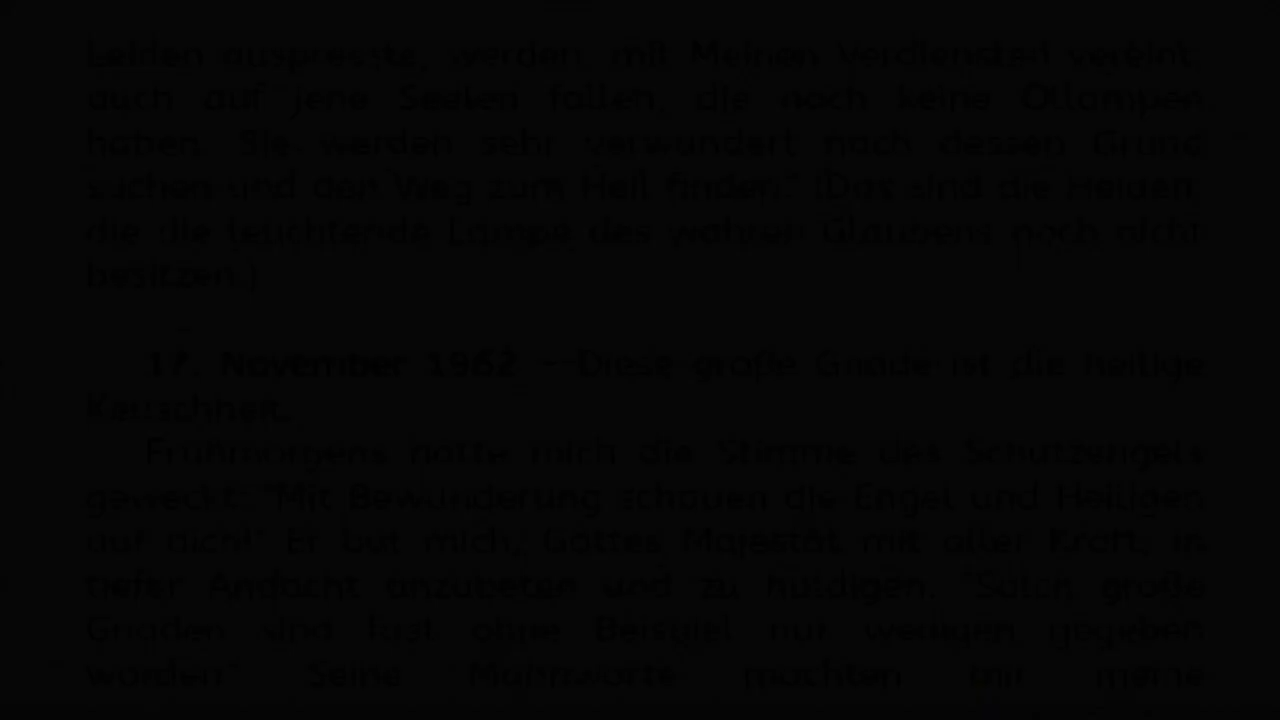 Leiden auspresste, werden, mit Meinen Verdiensten vereint,
auch auf jene Seelen fallen, die noch keine Öllampen
haben. Sie werden sehr verwundert nach dessen Grund
suchen und den Weg zum Heil finden." (Das sind die Heiden,
die die leuchtende Lampe des wahren Glaubens noch nicht
besitzen.)
17. November 1962 – Diese große Gnade ist die heilige
Keuschheit.
Frühmorgens hatte mich die Stimme des Schutzengels
geweckt: "Mit Bewunderung schauen die Engel und Heiligen
auf dich!" Er bat mich, Gottes Majestät mit aller Kraft, in
tiefer Andacht anzubeten und zu huldigen. "Solch große
Gnaden sind fast ohne Beispiel nur wenigen gegeben
worden" Seine Mahnworte machten mir meine